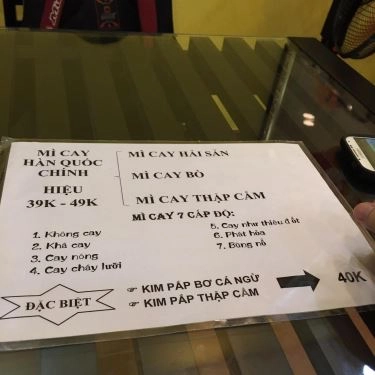 MÌ CAY
HÀN QUỐC
CHÍNH
HIỆU
39K - 49K
MÌ CAY HẢI SẢN
MÌ CAY BÒ
MÌ CAY THẬP CẨM
MÌ CAY 7 CẤP ĐỘ:
1. Không cay
2. Khá cay
3. Cay nóng
4. Cay cháy lưỡi
5. Cay như thiêu đốt
6. Phát hỏa
7. Bùng nổ
ĐẶC BIỆT
☞ KIM PÁP BƠ CÁ NGỪ
☞ KIM PÁP THẬP CẨM
40K